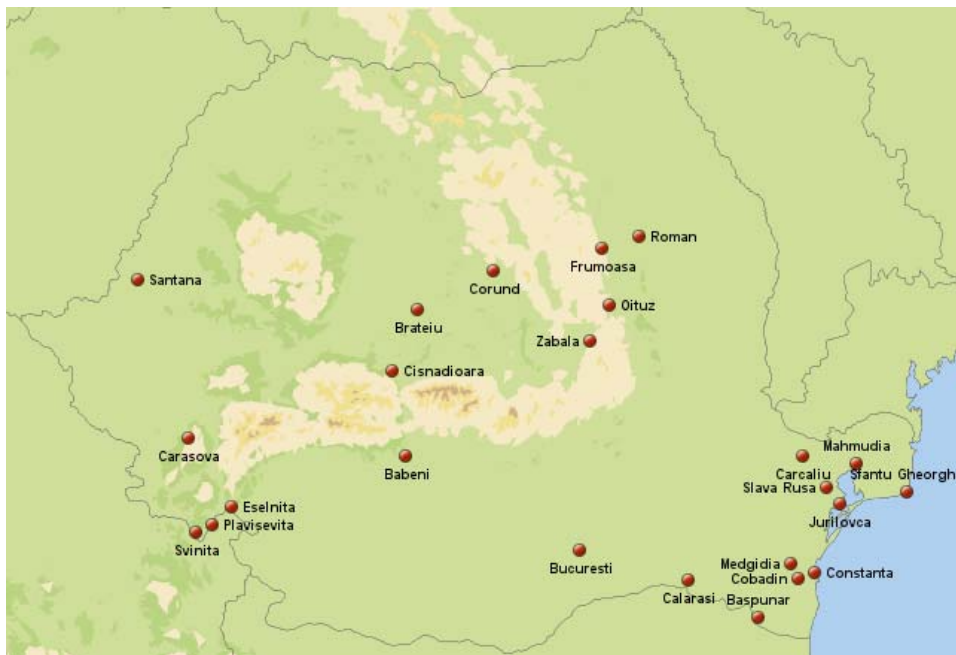 Roman
Frumoasa
Santana
Corund
Oituz
Brateiu
Zabala
Cisnadioara
Carasova
Mahmudia
Babeni
Carcaliu
Sfantu Gheorgh
Slava Rusa
Eselnita
Jurilovca
Plavisevita
Svinita
Bucuresti
Medgidia
Constanta
Cobadin
Calarasi
Baspunar